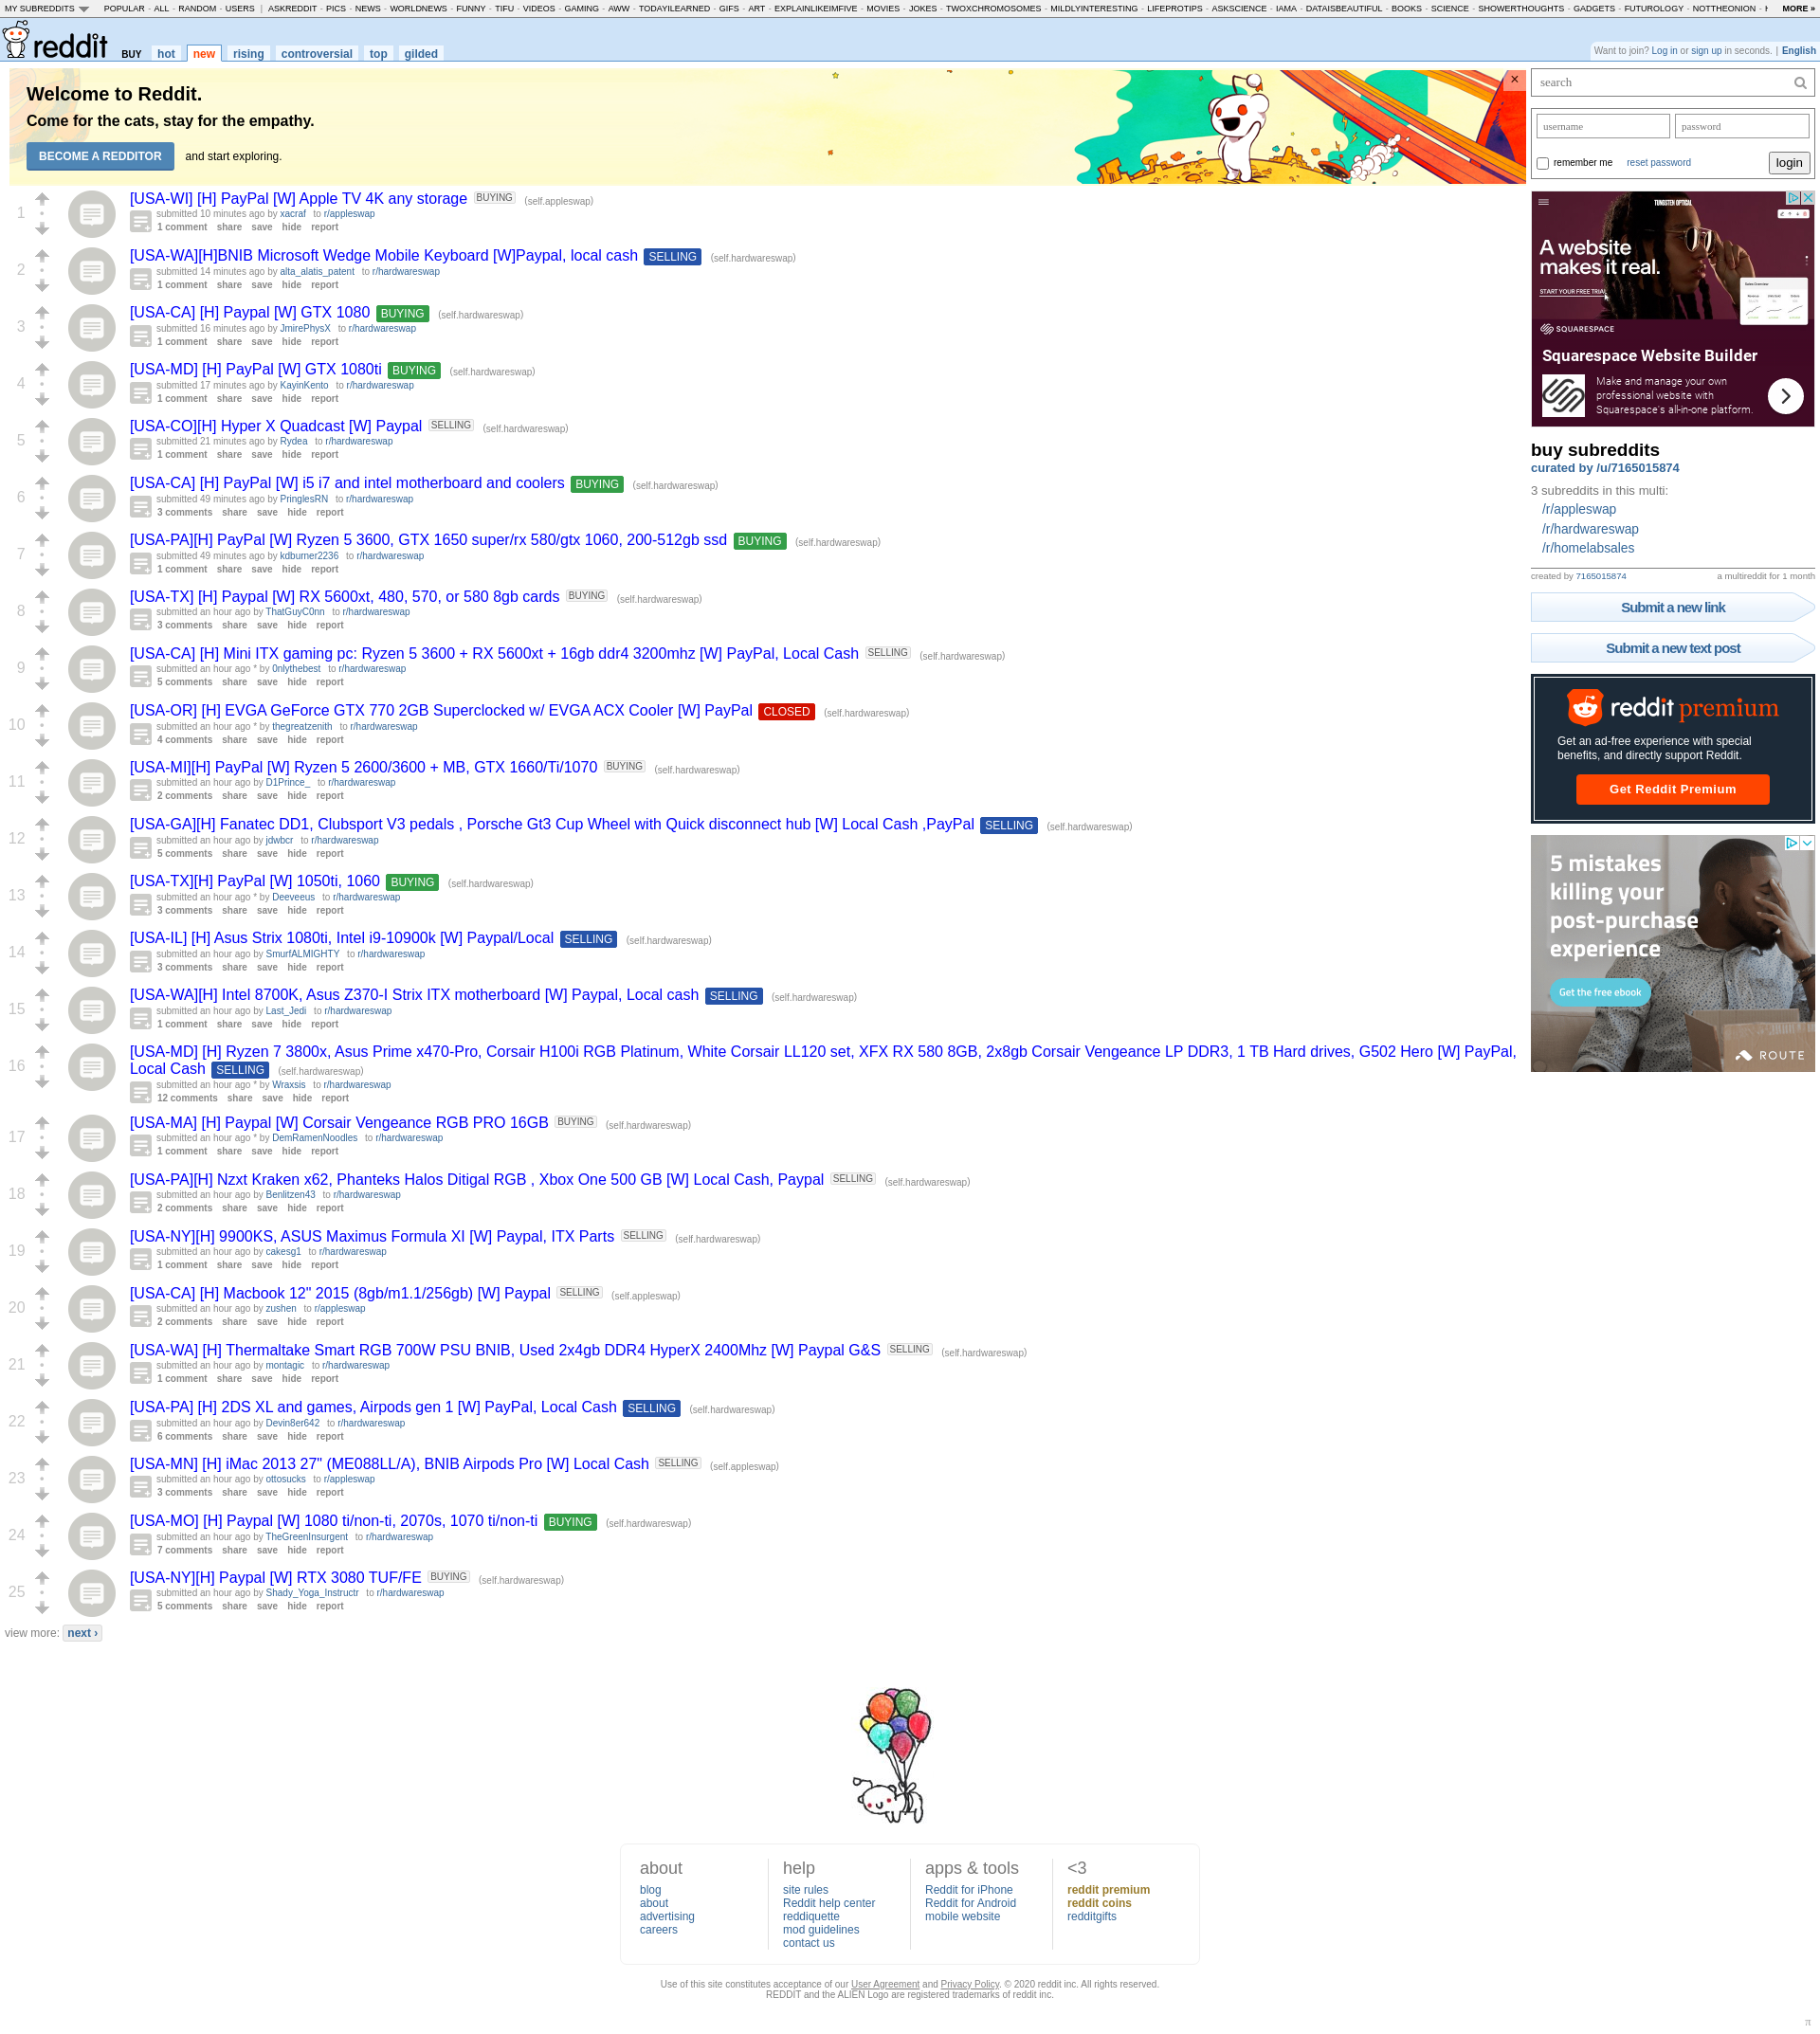 MY SUBREDDITS POPULAR - ALL - RANDOM - USERS | ASKREDDIT - PICS - NEWS - WORLDNEWS - FUNNY - TIFU - VIDEOS - GAMING - AWW - TODAYILEARNED - GIFS - ART - EXPLAINLIKEIMFIVE - MOVIES - JOKES - TWOXCHROMOSOMES - MILDLYINTERESTING - LIFEPROTIPS - ASKSCIENCE - IAMA - DATAISBEAUTIFUL - BOOKS - SCIENCE - SHOWERTHOUGHTS - GADGETS - FUTUROLOGY - NOTTHEONION - MORE »
reddit BUY hot new rising controversial top gilded
Want to join? Log in or sign up in seconds. | English
Welcome to Reddit.
Come for the cats, stay for the empathy.
BECOME A REDDITOR and start exploring.
×
1
[USA-WI] [H] PayPal [W] Apple TV 4K any storage BUYING (self.appleswap)
submitted 10 minutes ago by xacraf to r/appleswap
1 comment share save hide report
2
[USA-WA][H]BNIB Microsoft Wedge Mobile Keyboard [W]Paypal, local cash SELLING (self.hardwareswap)
submitted 14 minutes ago by alta_alatis_patent to r/hardwareswap
1 comment share save hide report
3
[USA-CA] [H] Paypal [W] GTX 1080 BUYING (self.hardwareswap)
submitted 16 minutes ago by JmirePhysX to r/hardwareswap
1 comment share save hide report
4
[USA-MD] [H] PayPal [W] GTX 1080ti BUYING (self.hardwareswap)
submitted 17 minutes ago by KayinKento to r/hardwareswap
1 comment share save hide report
5
[USA-CO][H] Hyper X Quadcast [W] Paypal SELLING (self.hardwareswap)
submitted 21 minutes ago by Rydea to r/hardwareswap
1 comment share save hide report
6
[USA-CA] [H] PayPal [W] i5 i7 and intel motherboard and coolers BUYING (self.hardwareswap)
submitted 49 minutes ago by PringlesRN to r/hardwareswap
3 comments share save hide report
7
[USA-PA][H] PayPal [W] Ryzen 5 3600, GTX 1650 super/rx 580/gtx 1060, 200-512gb ssd BUYING (self.hardwareswap)
submitted 49 minutes ago by kdburner2236 to r/hardwareswap
1 comment share save hide report
8
[USA-TX] [H] Paypal [W] RX 5600xt, 480, 570, or 580 8gb cards BUYING (self.hardwareswap)
submitted an hour ago by ThatGuyC0nn to r/hardwareswap
3 comments share save hide report
9
[USA-CA] [H] Mini ITX gaming pc: Ryzen 5 3600 + RX 5600xt + 16gb ddr4 3200mhz [W] PayPal, Local Cash SELLING (self.hardwareswap)
submitted an hour ago * by 0nlythebest to r/hardwareswap
5 comments share save hide report
10
[USA-OR] [H] EVGA GeForce GTX 770 2GB Superclocked w/ EVGA ACX Cooler [W] PayPal CLOSED (self.hardwareswap)
submitted an hour ago * by thegreatzenith to r/hardwareswap
4 comments share save hide report
11
[USA-MI][H] PayPal [W] Ryzen 5 2600/3600 + MB, GTX 1660/Ti/1070 BUYING (self.hardwareswap)
submitted an hour ago by D1Prince_ to r/hardwareswap
2 comments share save hide report
12
[USA-GA][H] Fanatec DD1, Clubsport V3 pedals , Porsche Gt3 Cup Wheel with Quick disconnect hub [W] Local Cash ,PayPal SELLING (self.hardwareswap)
submitted an hour ago by jdwbcr to r/hardwareswap
5 comments share save hide report
13
[USA-TX][H] PayPal [W] 1050ti, 1060 BUYING (self.hardwareswap)
submitted an hour ago * by Deeveeus to r/hardwareswap
3 comments share save hide report
14
[USA-IL] [H] Asus Strix 1080ti, Intel i9-10900k [W] Paypal/Local SELLING (self.hardwareswap)
submitted an hour ago by SmurfALMIGHTY to r/hardwareswap
3 comments share save hide report
15
[USA-WA][H] Intel 8700K, Asus Z370-I Strix ITX motherboard [W] Paypal, Local cash SELLING (self.hardwareswap)
submitted an hour ago by Last_Jedi to r/hardwareswap
1 comment share save hide report
16
[USA-MD] [H] Ryzen 7 3800x, Asus Prime x470-Pro, Corsair H100i RGB Platinum, White Corsair LL120 set, XFX RX 580 8GB, 2x8gb Corsair Vengeance LP DDR3, 1 TB Hard drives, G502 Hero [W] PayPal,
Local Cash SELLING (self.hardwareswap)
submitted an hour ago * by Wraxsis to r/hardwareswap
12 comments share save hide report
17
[USA-MA] [H] Paypal [W] Corsair Vengeance RGB PRO 16GB BUYING (self.hardwareswap)
submitted an hour ago * by DemRamenNoodles to r/hardwareswap
1 comment share save hide report
18
[USA-PA][H] Nzxt Kraken x62, Phanteks Halos Ditigal RGB , Xbox One 500 GB [W] Local Cash, Paypal SELLING (self.hardwareswap)
submitted an hour ago by Benlitzen43 to r/hardwareswap
2 comments share save hide report
19
[USA-NY][H] 9900KS, ASUS Maximus Formula XI [W] Paypal, ITX Parts SELLING (self.hardwareswap)
submitted an hour ago by cakesg1 to r/hardwareswap
1 comment share save hide report
20
[USA-CA] [H] Macbook 12" 2015 (8gb/m1.1/256gb) [W] Paypal SELLING (self.appleswap)
submitted an hour ago by zushen to r/appleswap
2 comments share save hide report
21
[USA-WA] [H] Thermaltake Smart RGB 700W PSU BNIB, Used 2x4gb DDR4 HyperX 2400Mhz [W] Paypal G&S SELLING (self.hardwareswap)
submitted an hour ago by montagic to r/hardwareswap
1 comment share save hide report
22
[USA-PA] [H] 2DS XL and games, Airpods gen 1 [W] PayPal, Local Cash SELLING (self.hardwareswap)
submitted an hour ago by Devin8er642 to r/hardwareswap
6 comments share save hide report
23
[USA-MN] [H] iMac 2013 27" (ME088LL/A), BNIB Airpods Pro [W] Local Cash SELLING (self.appleswap)
submitted an hour ago by ottosucks to r/appleswap
3 comments share save hide report
24
[USA-MO] [H] Paypal [W] 1080 ti/non-ti, 2070s, 1070 ti/non-ti BUYING (self.hardwareswap)
submitted an hour ago by TheGreenInsurgent to r/hardwareswap
7 comments share save hide report
25
[USA-NY][H] Paypal [W] RTX 3080 TUF/FE BUYING (self.hardwareswap)
submitted an hour ago by Shady_Yoga_Instructr to r/hardwareswap
5 comments share save hide report
view more: next ›
search
username password
remember me reset password login
TUNGSTEN OPTICAL
A website
makes it real.
START YOUR FREE TRIAL
SQUARESPACE
Squarespace Website Builder
Make and manage your own
professional website with
Squarespace's all-in-one platform.
buy subreddits
curated by /u/7165015874
3 subreddits in this multi:
/r/appleswap
/r/hardwareswap
/r/homelabsales
created by 7165015874 a multireddit for 1 month
Submit a new link
Submit a new text post
reddit premium
Get an ad-free experience with special
benefits, and directly support Reddit.
Get Reddit Premium
5 mistakes
killing your
post-purchase
experience
Get the free ebook
ROUTE
about
blog
about
advertising
careers
help
site rules
Reddit help center
reddiquette
mod guidelines
contact us
apps & tools
Reddit for iPhone
Reddit for Android
mobile website
<3
reddit premium
reddit coins
redditgifts
Use of this site constitutes acceptance of our User Agreement and Privacy Policy. © 2020 reddit inc. All rights reserved.
REDDIT and the ALIEN Logo are registered trademarks of reddit inc.
π